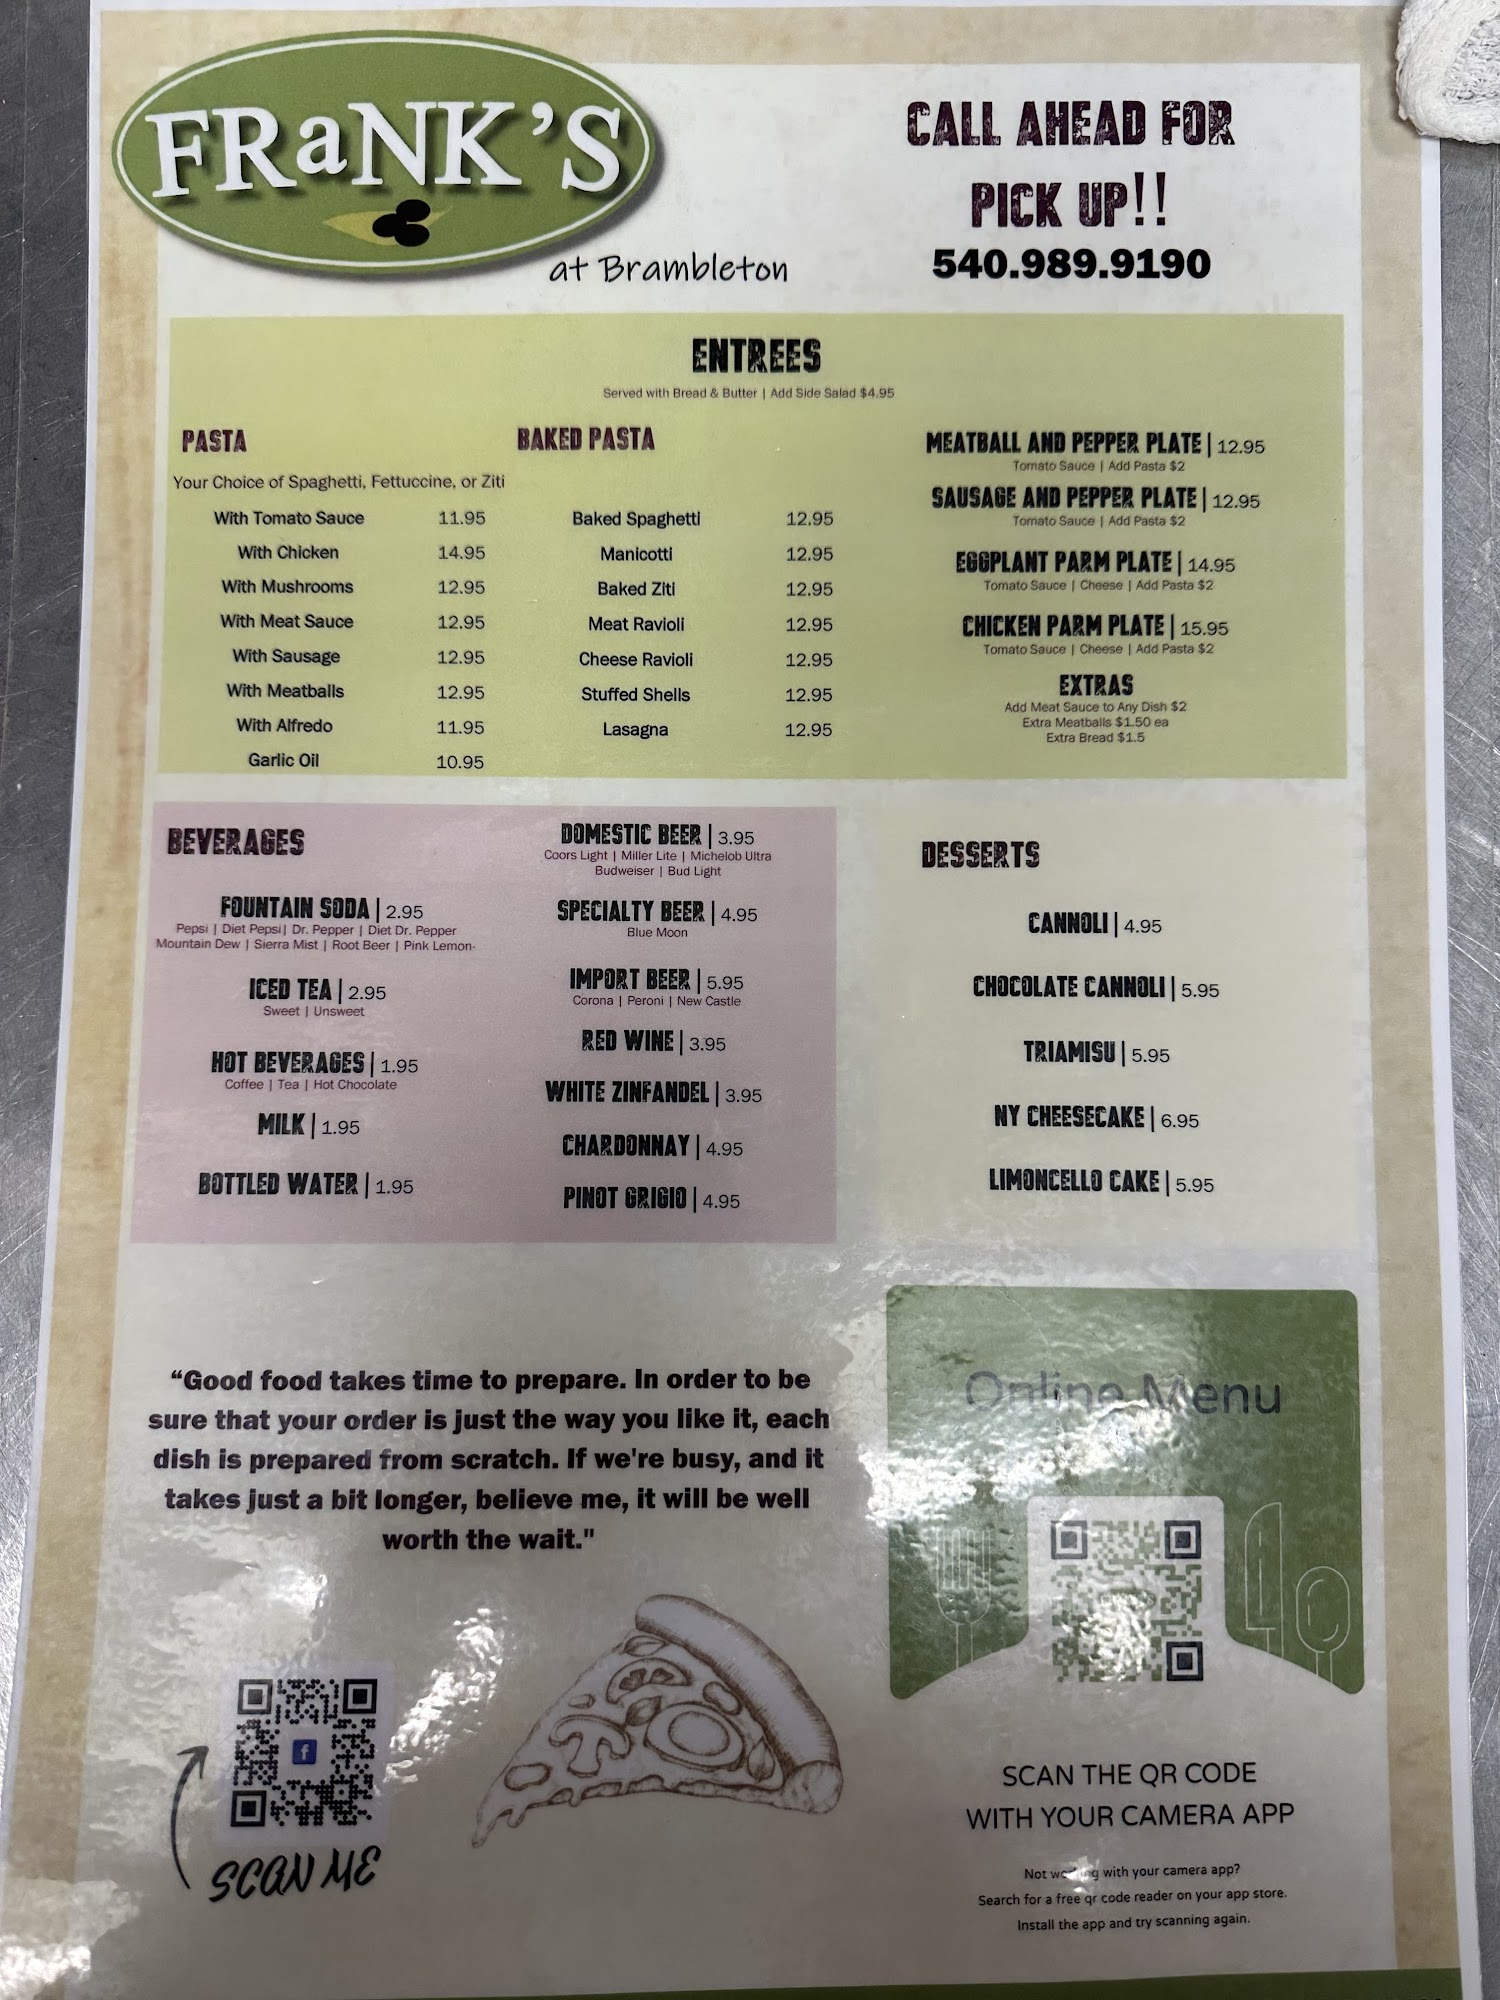 FRaNK'S
at Brambleton
CALL AHEAD FOR
PICK UP!!
540.989.9190
ENTREES
Served with Bread & Butter | Add Side Salad $4.95
PASTA
Your Choice of Spaghetti, Fettuccine, or Ziti
With Tomato Sauce 11.95
With Chicken 14.95
With Mushrooms 12.95
With Meat Sauce 12.95
With Sausage 12.95
With Meatballs 12.95
With Alfredo 11.95
Garlic Oil 10.95
BAKED PASTA
Baked Spaghetti 12.95
Manicotti 12.95
Baked Ziti 12.95
Meat Ravioli 12.95
Cheese Ravioli 12.95
Stuffed Shells 12.95
Lasagna 12.95
MEATBALL AND PEPPER PLATE | 12.95
Tomato Sauce | Add Pasta $2
SAUSAGE AND PEPPER PLATE | 12.95
Tomato Sauce | Add Pasta $2
EGGPLANT PARM PLATE | 14.95
Tomato Sauce | Cheese | Add Pasta $2
CHICKEN PARM PLATE | 15.95
Tomato Sauce | Cheese | Add Pasta $2
EXTRAS
Add Meat Sauce to Any Dish $2
Extra Meatballs $1.50 ea
Extra Bread $1.5
BEVERAGES
FOUNTAIN SODA | 2.95
Pepsi | Diet Pepsi| Dr. Pepper | Diet Dr. Pepper
Mountain Dew | Sierra Mist | Root Beer | Pink Lemon-
ICED TEA | 2.95
Sweet | Unsweet
HOT BEVERAGES | 1.95
Coffee | Tea | Hot Chocolate
MILK | 1.95
BOTTLED WATER | 1.95
DOMESTIC BEER | 3.95
Coors Light | Miller Lite | Michelob Ultra
Budweiser | Bud Light
SPECIALTY BEER | 4.95
Blue Moon
IMPORT BEER | 5.95
Corona | Peroni | New Castle
RED WINE | 3.95
WHITE ZINFANDEL | 3.95
CHARDONNAY | 4.95
PINOT GRIGIO | 4.95
DESSERTS
CANNOLI | 4.95
CHOCOLATE CANNOLI | 5.95
TRIAMISU | 5.95
NY CHEESECAKE | 6.95
LIMONCELLO CAKE | 5.95
“Good food takes time to prepare. In order to be
sure that your order is just the way you like it, each
dish is prepared from scratch. If we're busy, and it
takes just a bit longer, believe me, it will be well
worth the wait."
f
SCAN ME
Online Menu
SCAN THE QR CODE
WITH YOUR CAMERA APP
Not working with your camera app?
Search for a free qr code reader on your app store.
Install the app and try scanning again.